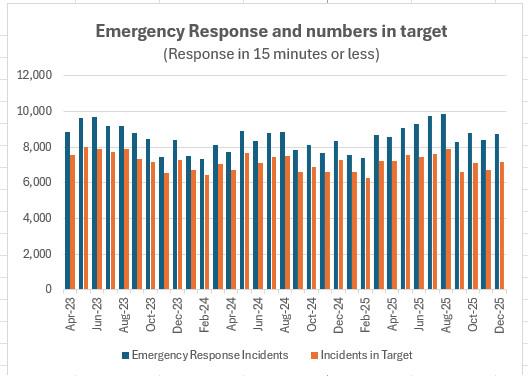 Emergency Response and numbers in target
(Response in 15 minutes or less)
12,000
10,000
8,000
6,000
4,000
2,000
0
Apr-23
Jun-23
Aug-23
Oct-23
Dec-23
Feb-24
Apr-24
Jun-24
Aug-24
Oct-24
Dec-24
Feb-25
Apr-25
Jun-25
Aug-25
Oct-25
Dec-25
Emergency Response Incidents
Incidents in Target